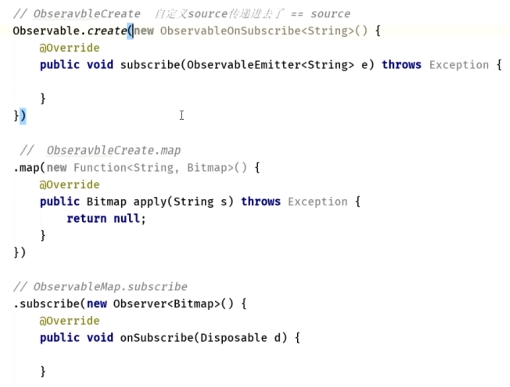 // ObseravbleCreate   自定义source传递进去了 == source
Observable.create(new ObservableOnSubscribe<String>() {
@Override
public void subscribe(ObservableEmitter<String> e) throws Exception {
}
})
//  ObseravbleCreate.map
.map(new Function<String, Bitmap>() {
@Override
public Bitmap apply(String s) throws Exception {
return null;
}
})
// ObservableMap.subscribe
.subscribe(new Observer<Bitmap>() {
@Override
public void onSubscribe(Disposable d) {
}